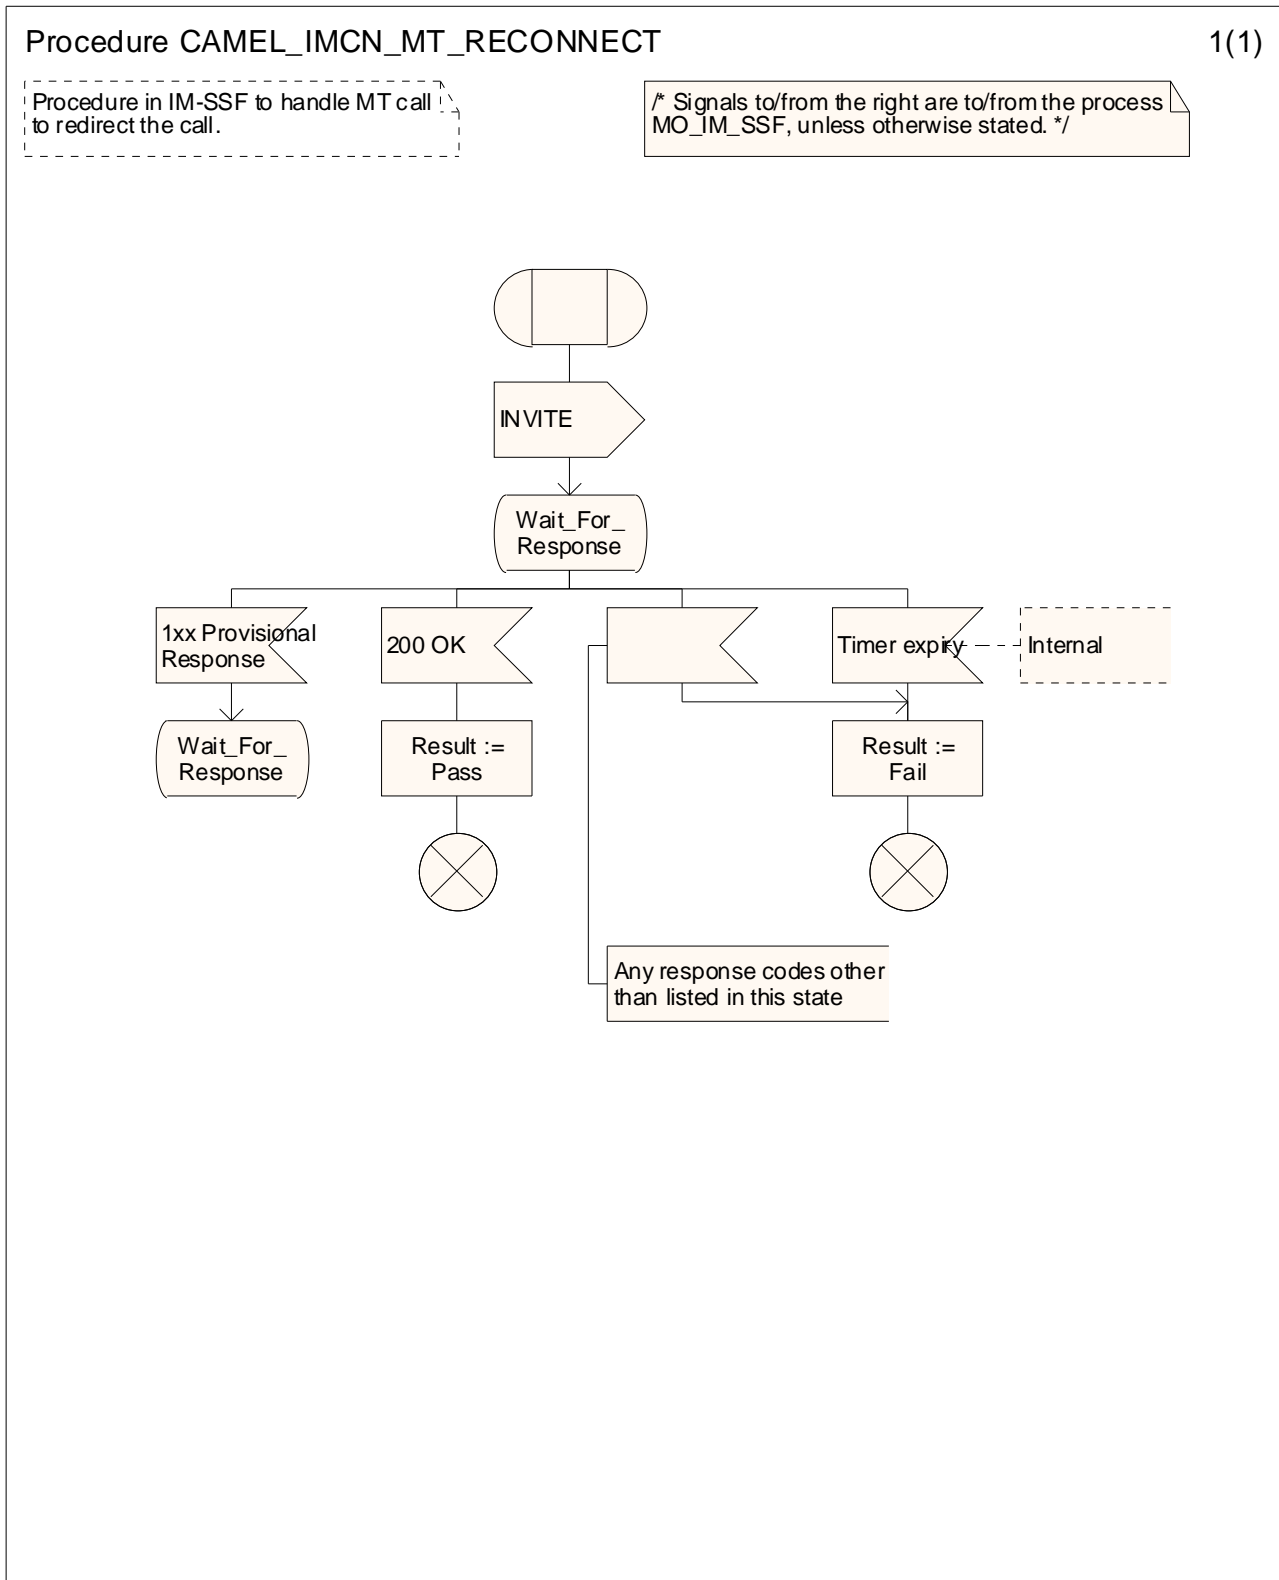 Procedure CAMEL_IMCN_MT_RECONNECT
1(1)
Procedure in IM-SSF to handle MT call
to redirect the call.
/* Signals to/from the right are to/from the process
MO_IM_SSF, unless otherwise stated. */
INVITE
Wait_For_
Response
1xx Provisional
Response
200 OK
Timer expiry
Internal
Wait_For_
Response
Result :=
Pass
Result :=
Fail
Any response codes other
than listed in this state